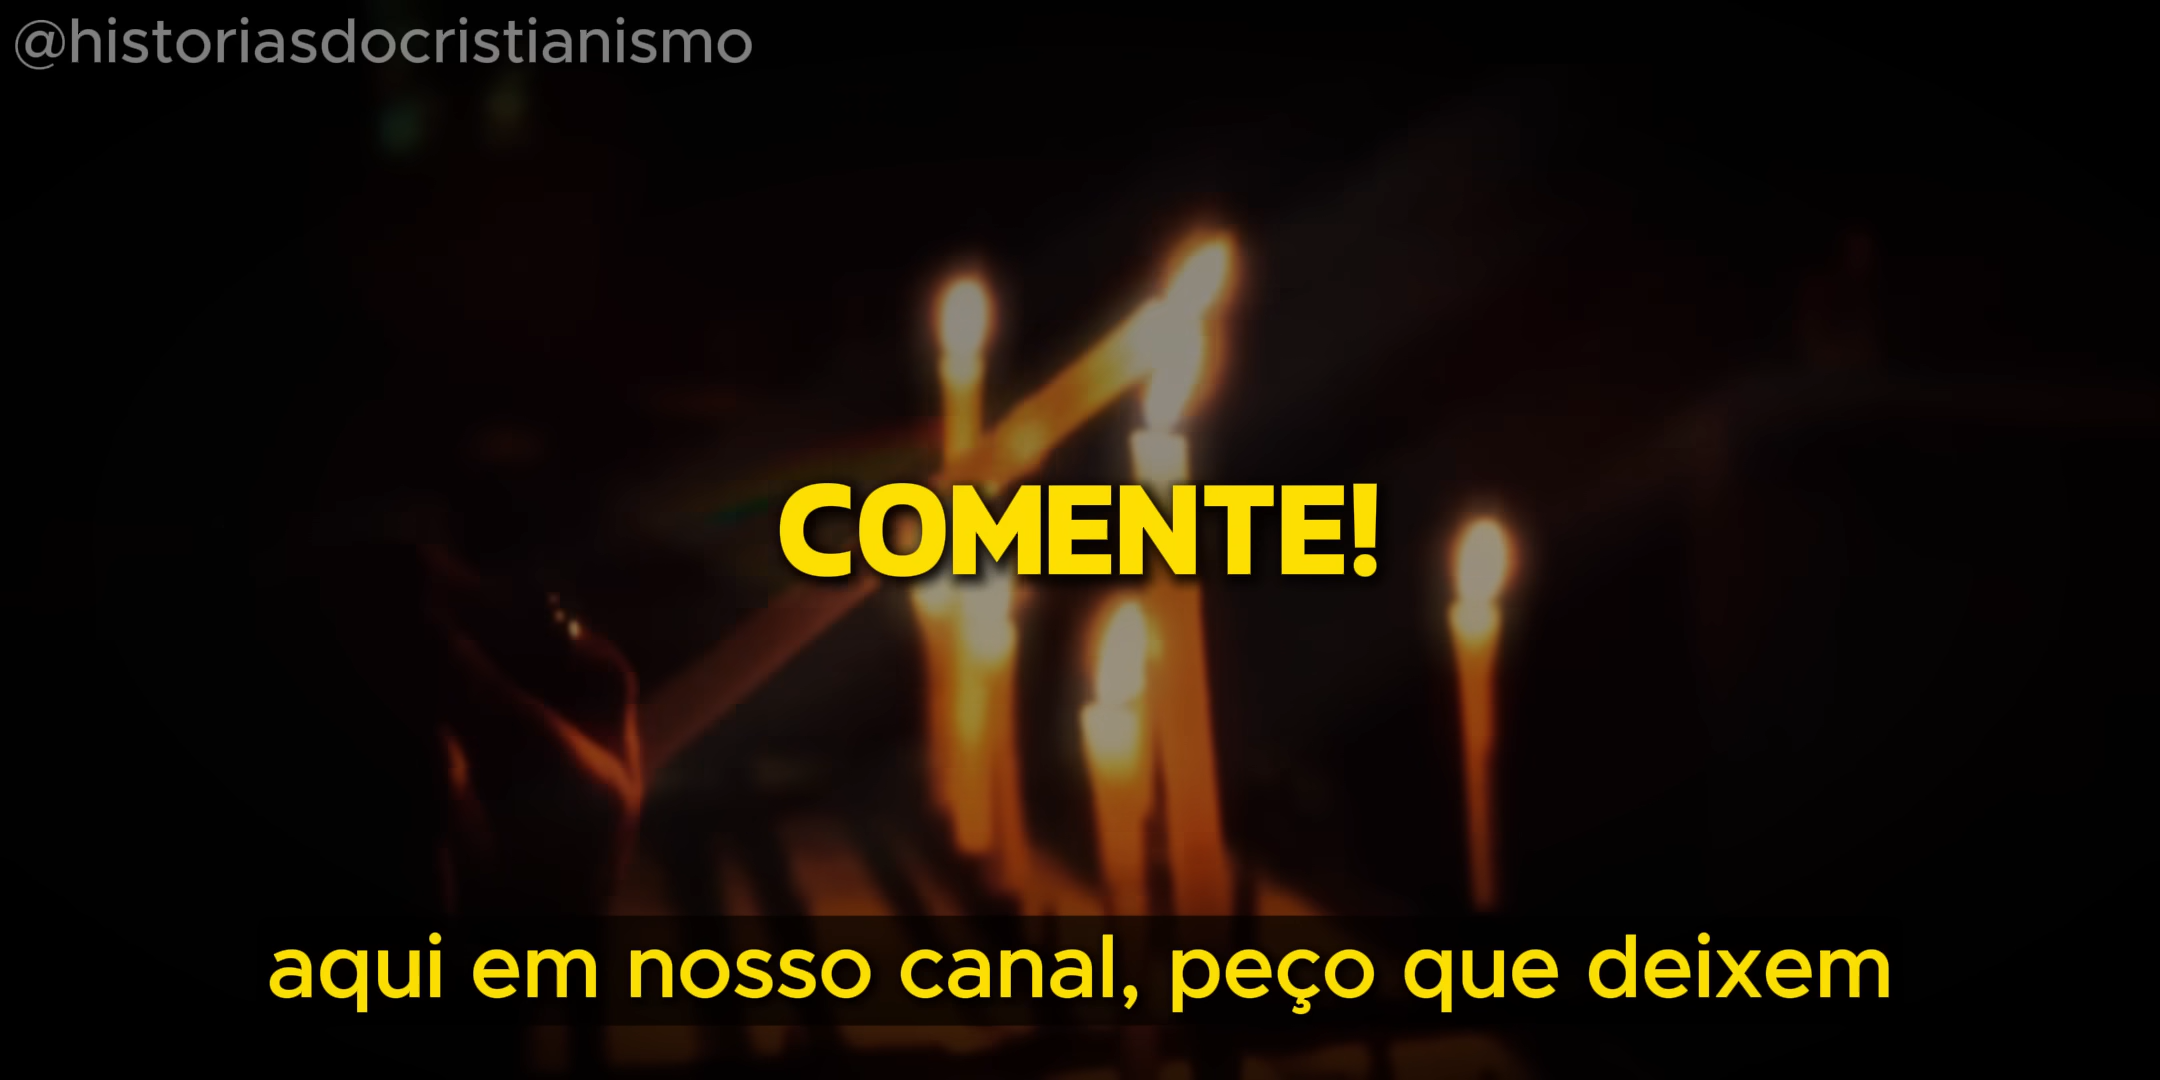 @historiasdocristianismo
COMENTE!
aqui em nosso canal, peço que deixem